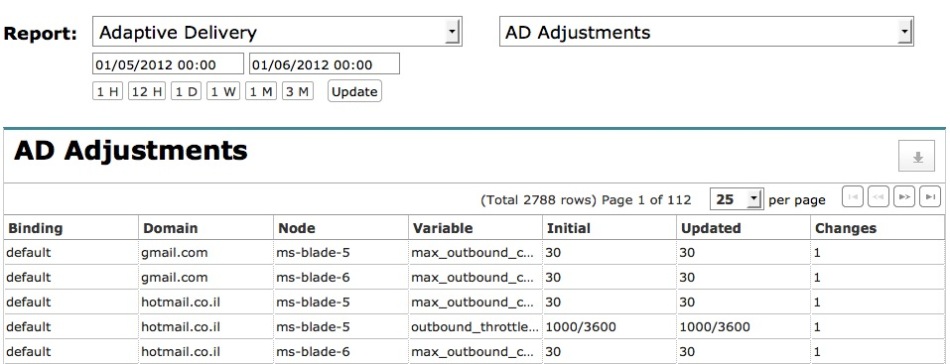 Report: Adaptive Delivery AD Adjustments
01/05/2012 00:00 01/06/2012 00:00
1 H 12 H 1 D 1 W 1 M 3 M Update
AD Adjustments
(Total 2788 rows) Page 1 of 112 25 per page
Binding Domain Node Variable Initial Updated Changes
default gmail.com ms-blade-5 max_outbound_c... 30 30 1
default gmail.com ms-blade-6 max_outbound_c... 30 30 1
default hotmail.co.il ms-blade-5 max_outbound_c... 30 30 1
default hotmail.co.il ms-blade-5 outbound_throttle... 1000/3600 1000/3600 1
default hotmail.co.il ms-blade-6 max_outbound_c... 30 30 1